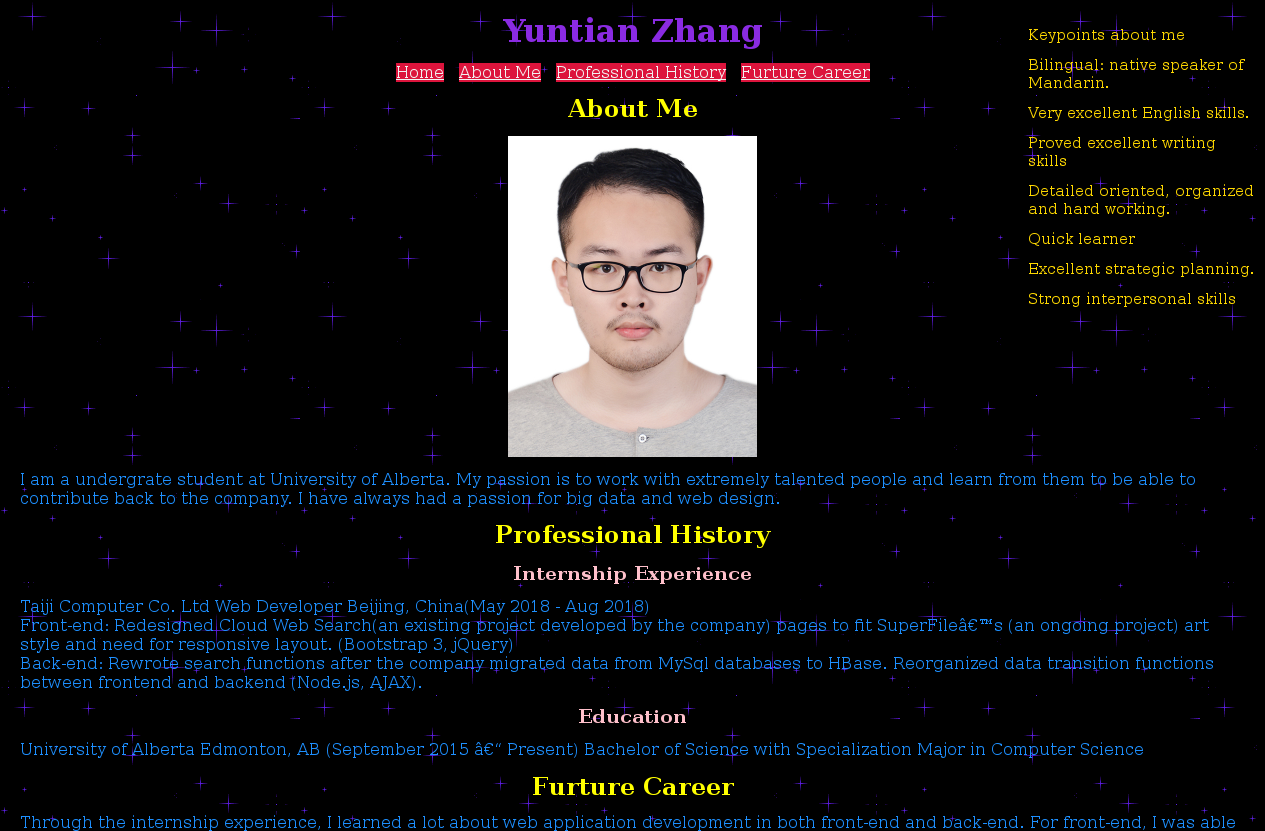 Yuntian Zhang
Home About Me Professional History Furture Career
Keypoints about me
Bilingual: native speaker of
Mandarin.
Very excellent English skills.
Proved excellent writing
skills
Detailed oriented, organized
and hard working.
Quick learner
Excellent strategic planning.
Strong interpersonal skills
About Me
I am a undergrate student at University of Alberta. My passion is to work with extremely talented people and learn from them to be able to
contribute back to the company. I have always had a passion for big data and web design.
Professional History
Internship Experience
Taiji Computer Co. Ltd Web Developer Beijing, China(May 2018 - Aug 2018)
Front-end: Redesigned Cloud Web Search(an existing project developed by the company) pages to fit SuperFileâ€™s (an ongoing project) art
style and need for responsive layout. (Bootstrap 3, jQuery)
Back-end: Rewrote search functions after the company migrated data from MySql databases to HBase. Reorganized data transition functions
between frontend and backend (Node.js, AJAX).
Education
University of Alberta Edmonton, AB (September 2015 â€“ Present) Bachelor of Science with Specialization Major in Computer Science
Furture Career
Through the internship experience, I learned a lot about web application development in both front-end and back-end. For front-end, I was able